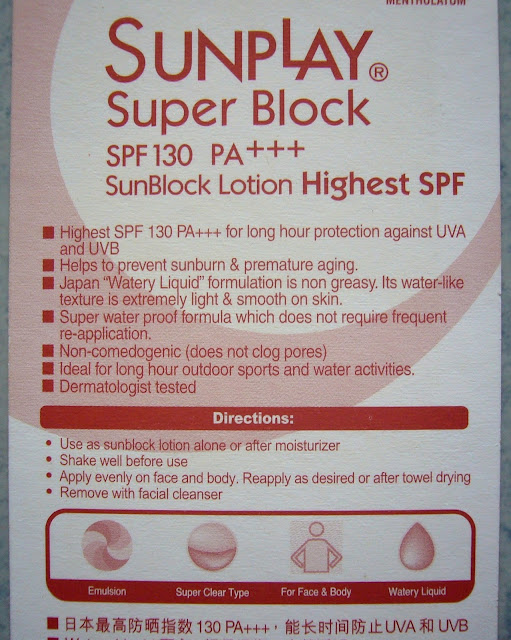 MENTHOLATUM
SUNPLAY®
Super Block
SPF 130 PA+++
SunBlock Lotion Highest SPF
■ Highest SPF 130 PA+++ for long hour protection against UVA
and UVB
■ Helps to prevent sunburn & premature aging.
■ Japan “Watery Liquid” formulation is non greasy. Its water-like
texture is extremely light & smooth on skin.
■ Super water proof formula which does not require frequent
re-application.
■ Non-comedogenic (does not clog pores)
■ Ideal for long hour outdoor sports and water activities.
■ Dermatologist tested
Directions:
• Use as sunblock lotion alone or after moisturizer
• Shake well before use
• Apply evenly on face and body. Reapply as desired or after towel drying
• Remove with facial cleanser
Emulsion Super Clear Type For Face & Body Watery Liquid
■ 日本最高防晒指数 130 PA+++，能长时间防止 UVA 和 UVB